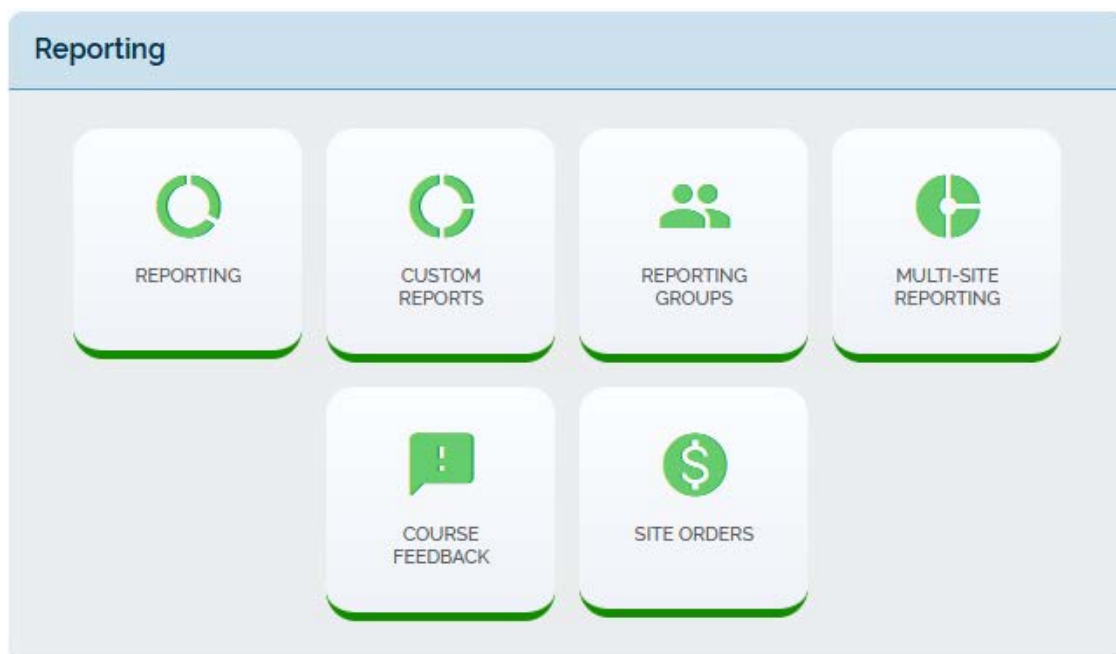 Reporting
REPORTING
CUSTOM
REPORTS
REPORTING
GROUPS
MULTI-SITE
REPORTING
COURSE
FEEDBACK
SITE ORDERS